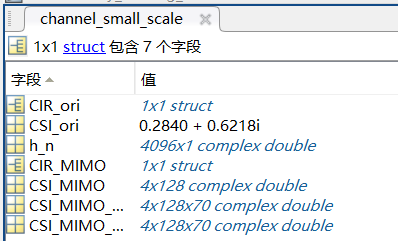 channel_small_scale
1x1 struct 包含 7 个字段
字段 值
CIR_ori 1x1 struct
CSI_ori 0.2840 + 0.6218i
h_n 4096x1 complex double
CIR_MIMO 1x1 struct
CSI_MIMO 4x128 complex double
CSI_MIMO_... 4x128x70 complex double
CSI_MIMO_... 4x128x70 complex double